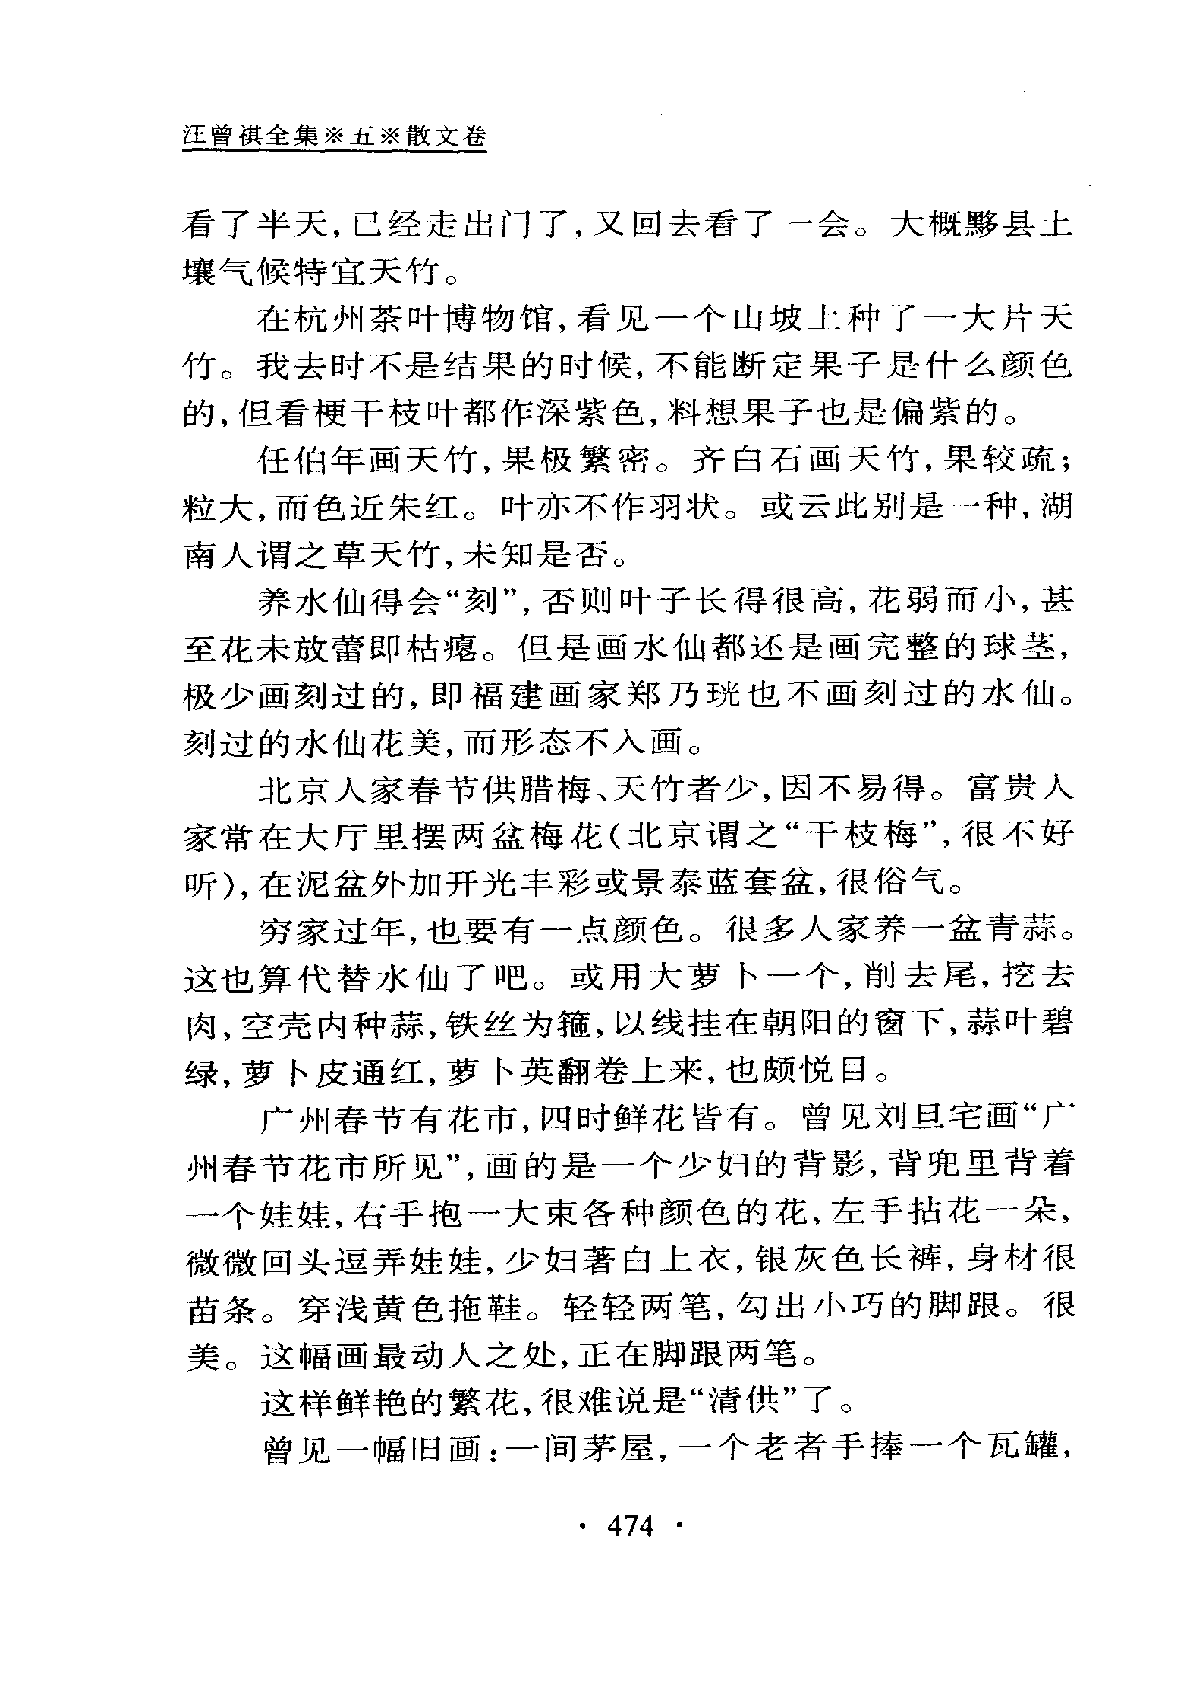 汪曾祺全集※五※散文卷
看了半天，已经走出门了，又回去看了一会。大概黟县土
壤气候特宜天竹。
在杭州茶叶博物馆，看见一个山坡上种了一大片天
竹。我去时不是结果的时候，不能断定果子是什么颜色
的，但看梗干枝叶都作深紫色，料想果子也是偏紫的。
任伯年画天竹，果极繁密。齐白石画天竹，果较疏；
粒大，而色近朱红。叶亦不作羽状。或云此别是一种，湖
南人谓之草天竹，未知是否。
养水仙得会“刻”，否则叶子长得很高，花弱而小，甚
至花未放蕾即枯瘪。但是画水仙都还是画完整的球茎，
极少画刻过的，即福建画家郑乃珖也不画刻过的水仙。
刻过的水仙花美，而形态不入画。
北京人家春节供腊梅、天竹者少，因不易得。富贵人
家常在大厅里摆两盆梅花（北京谓之“干枝梅”，很不好
听），在泥盆外加开光丰彩或景泰蓝套盆，很俗气。
穷家过年，也要有一点颜色。很多人家养一盆青蒜。
这也算代替水仙了吧。或用大萝卜一个，削去尾，挖去
肉，空壳内种蒜，铁丝为箍，以线挂在朝阳的窗下，蒜叶碧
绿，萝卜皮通红，萝卜英翻卷上来，也颇悦目。
广州春节有花市，四时鲜花皆有。曾见刘旦宅画“广
州春节花市所见”，画的是一个少妇的背影，背兜里背着
一个娃娃，右手抱一大束各种颜色的花，左手拈花一朵，
微微回头逗弄娃娃，少妇著白上衣，银灰色长裤，身材很
苗条。穿浅黄色拖鞋。轻轻两笔，勾出小巧的脚跟。很
美。这幅画最动人之处，正在脚跟两笔。
这样鲜艳的繁花，很难说是“清供”了。
曾见一幅旧画：一间茅屋，一个老者手捧一个瓦罐，
· 474 ·